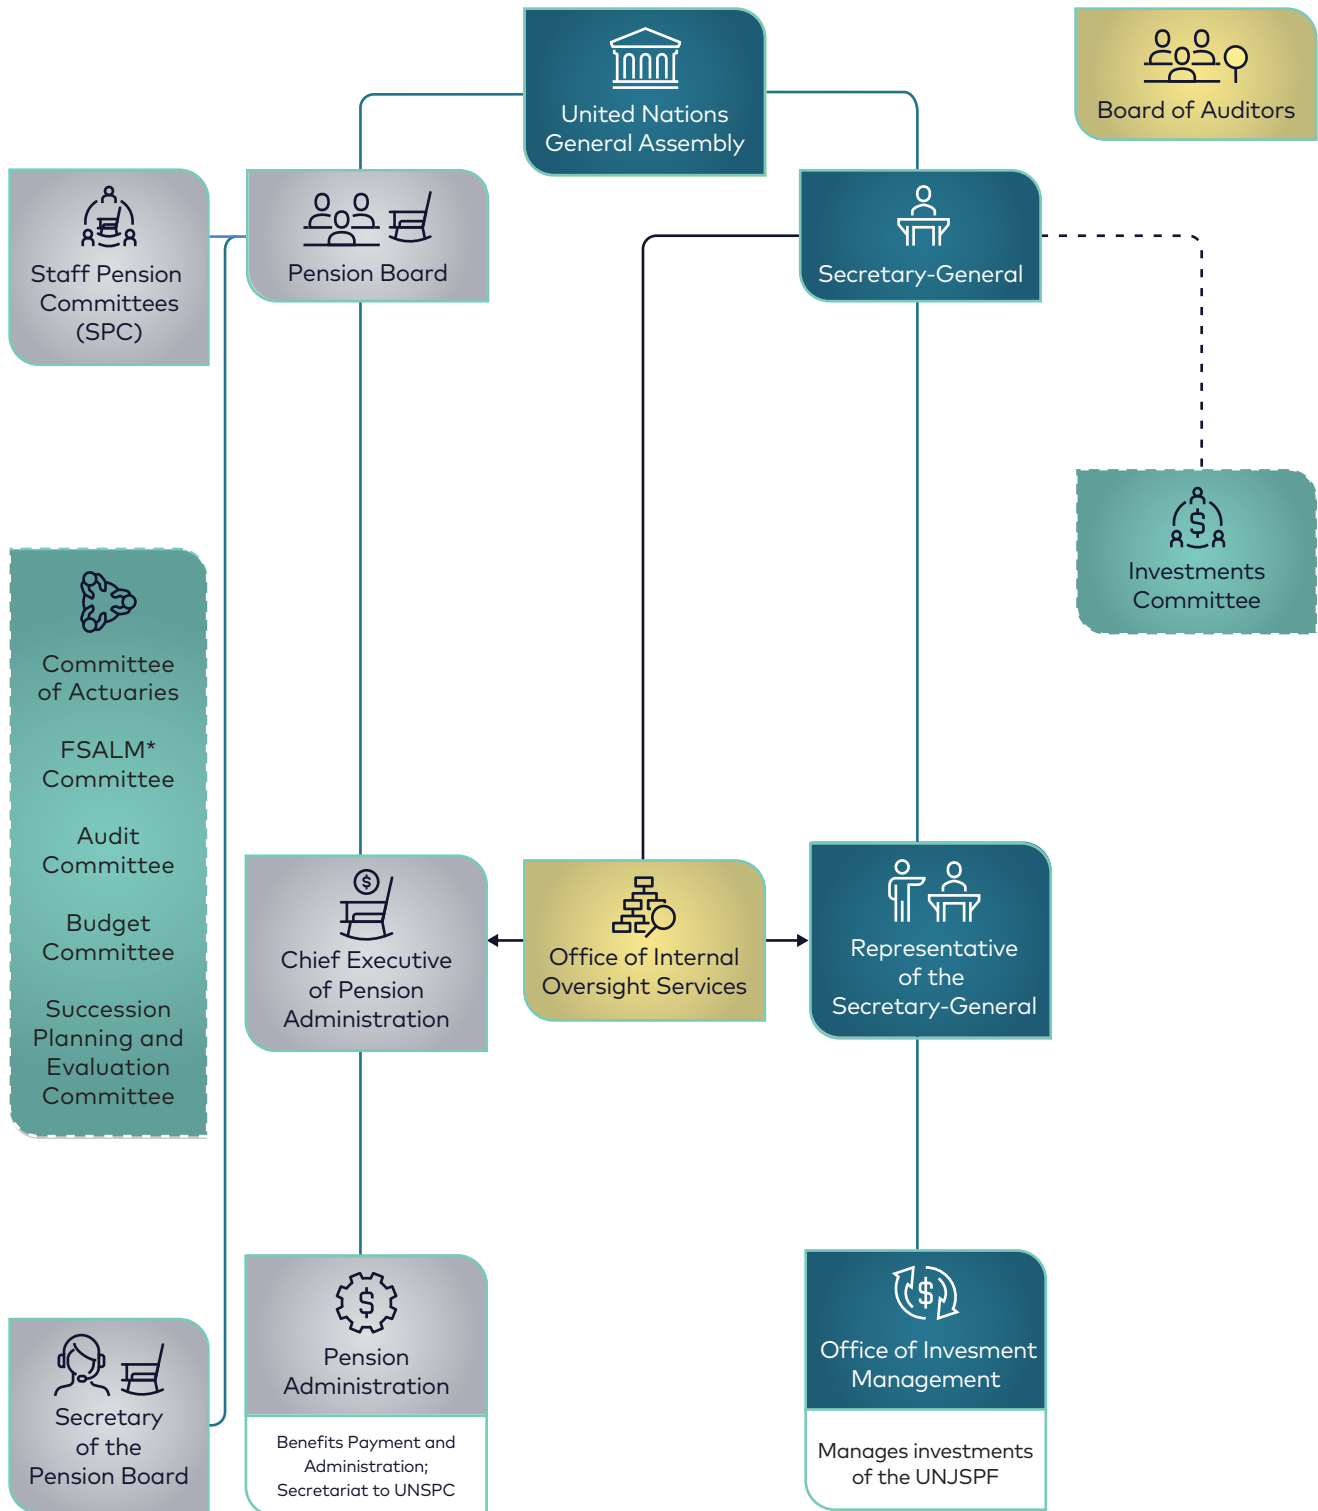 United Nations
General Assembly
Board of Auditors
Staff Pension
Committees
(SPC)
Pension Board
Secretary-General
Investments
Committee
Committee
of Actuaries
FSALM*
Committee
Audit
Committee
Budget
Committee
Succession
Planning and
Evaluation
Committee
Chief Executive
of Pension
Administration
Office of Internal
Oversight Services
Representative
of the
Secretary-General
Secretary
of the
Pension Board
Pension
Administration
Benefits Payment and
Administration;
Secretariat to UNSPC
Office of Invesment
Management
Manages investments
of the UNJSPF